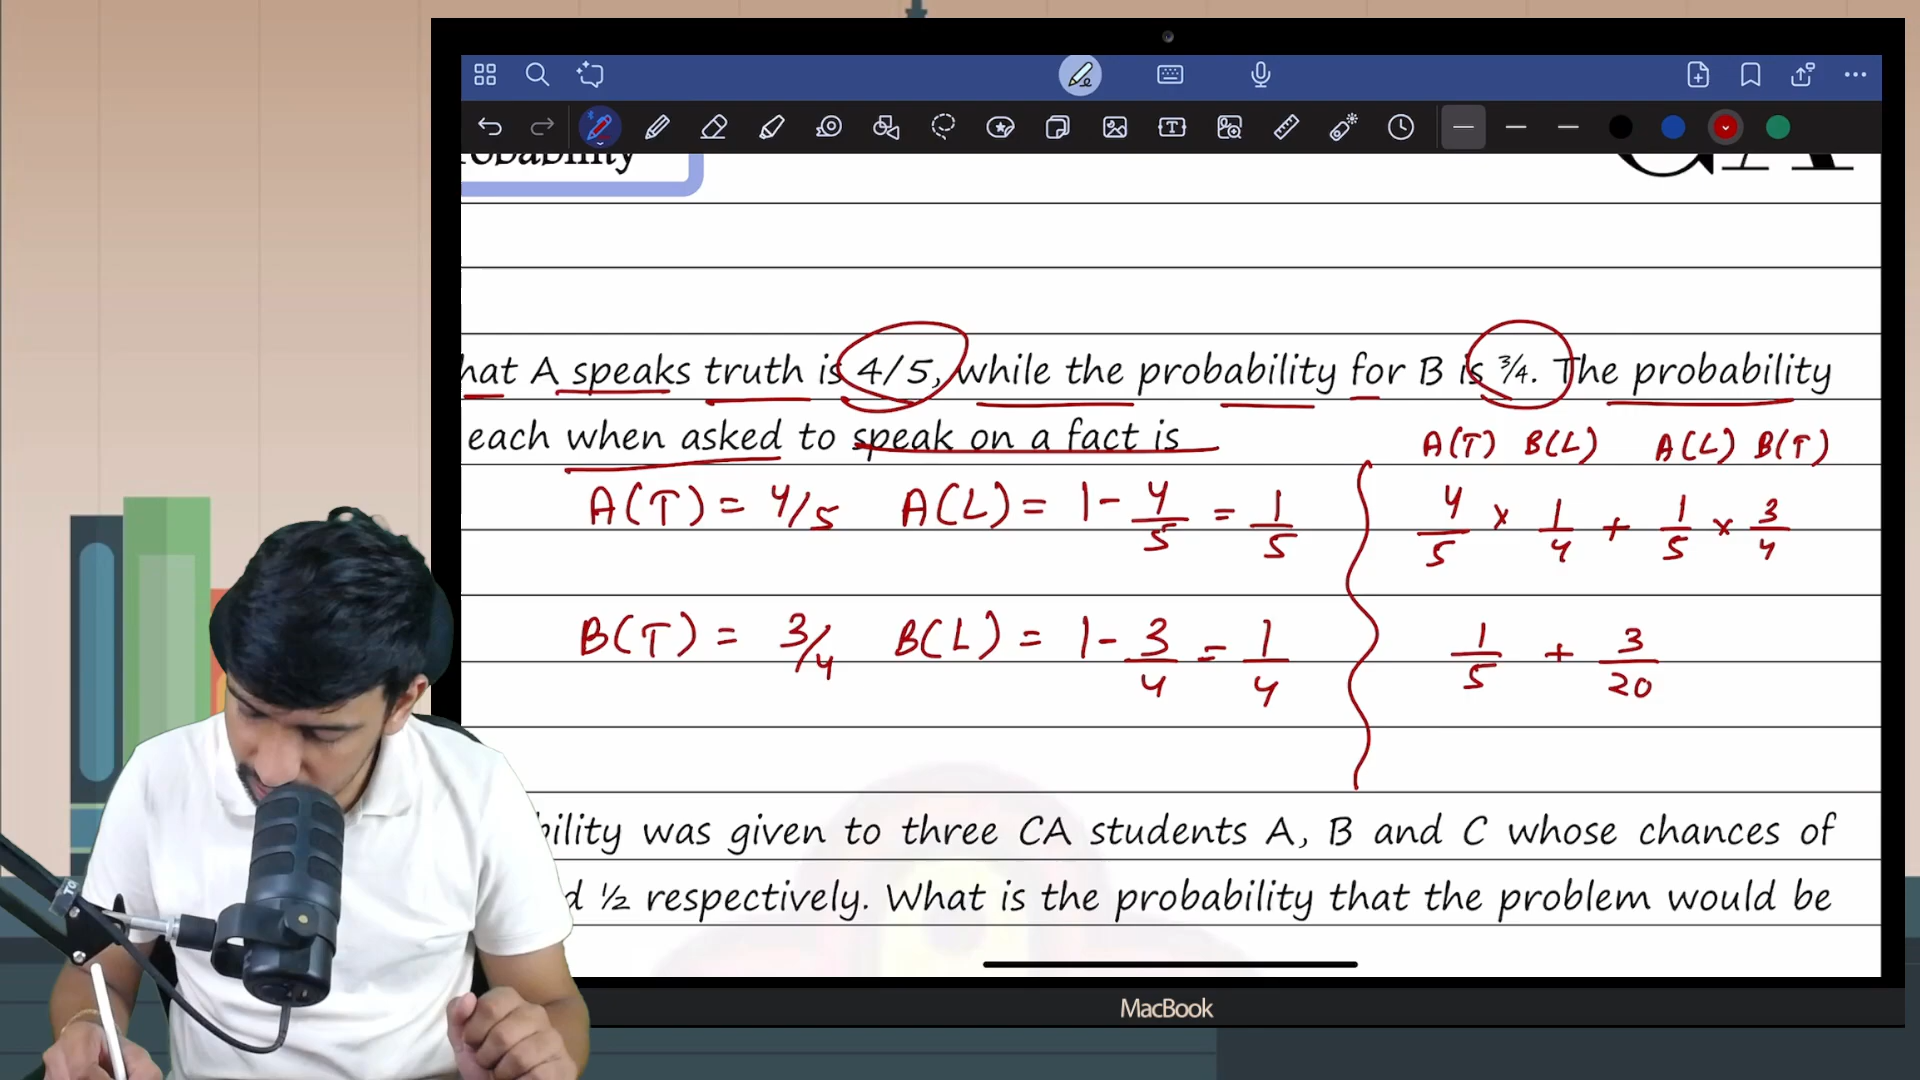 hat A speaks truth is 4/5, while the probability for B is ¾. The probability
each when asked to speak on a fact is
A(T) B(L) A(L) B(T)
A(T) = 4/5 A(L) = 1 - 4/5 = 1/5
4/5 x 1/4 + 1/5 x 3/4
B(T) = 3/4 B(L) = 1 - 3/4 = 1/4
1/5 + 3/20
bility was given to three CA students A, B and C whose chances of
d ½ respectively. What is the probability that the problem would be
MacBook